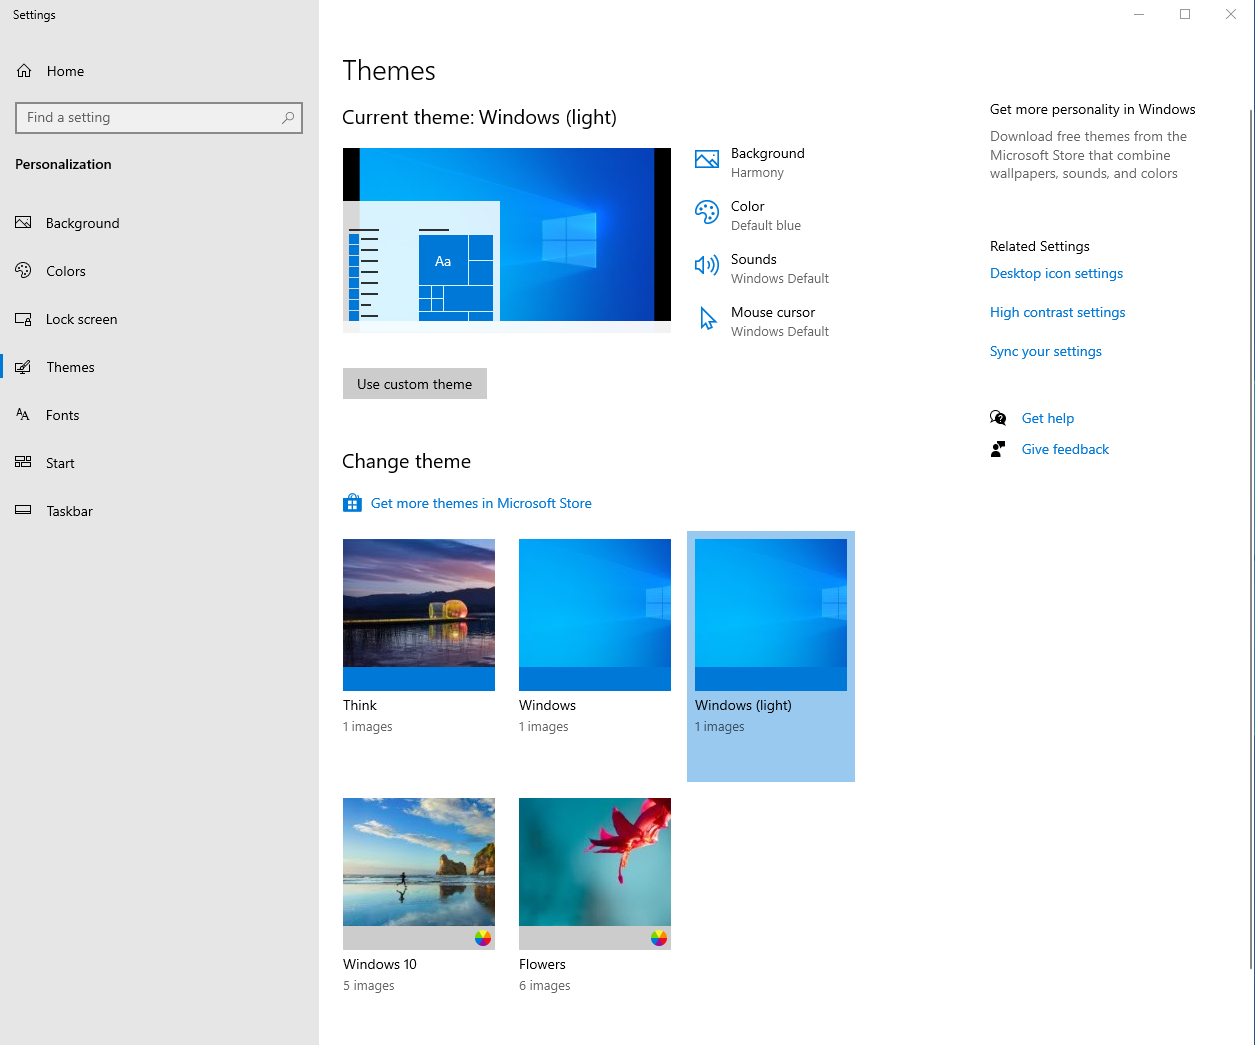 Settings
Home
Find a setting
Personalization
Background
Colors
Lock screen
Themes
Fonts
Start
Taskbar
Themes
Current theme: Windows (light)
Aa
Background
Harmony
Color
Default blue
Sounds
Windows Default
Mouse cursor
Windows Default
Use custom theme
Change theme
Get more themes in Microsoft Store
Think
1 images
Windows
1 images
Windows (light)
1 images
Windows 10
5 images
Flowers
6 images
Get more personality in Windows
Download free themes from the
Microsoft Store that combine
wallpapers, sounds, and colors
Related Settings
Desktop icon settings
High contrast settings
Sync your settings
Get help
Give feedback